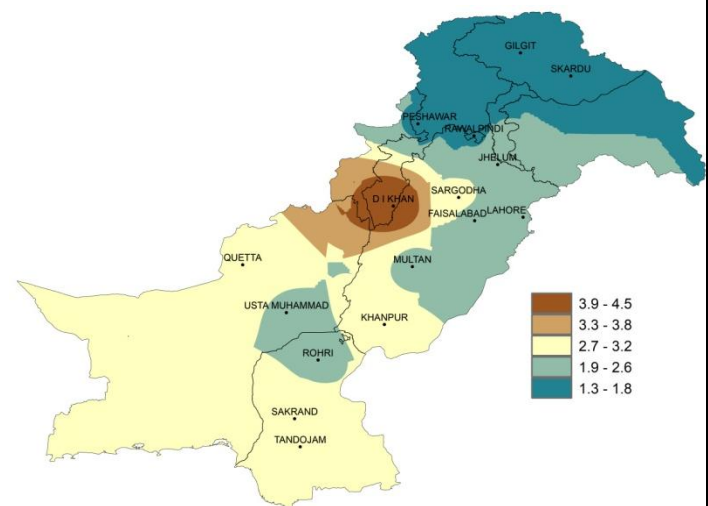 GILGIT
SKARDU
PESHAWAR
RAWALPINDI
JHELUM
D I KHAN
SARGODHA
FAISALABAD
LAHORE
QUETTA
MULTAN
USTA MUHAMMAD
KHANPUR
ROHRI
SAKRAND
TANDOJAM
3.9 - 4.5
3.3 - 3.8
2.7 - 3.2
1.9 - 2.6
1.3 - 1.8